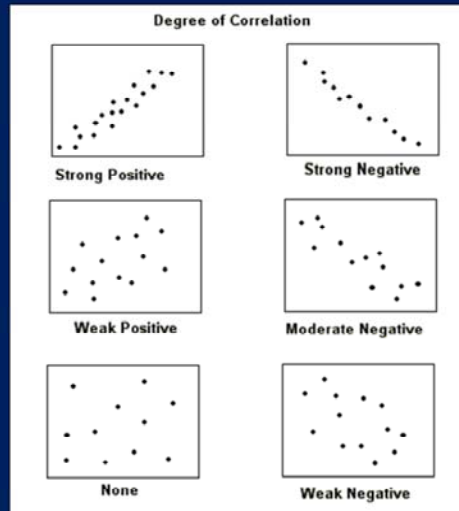 Degree of Correlation
Strong Positive
Strong Negative
Weak Positive
Moderate Negative
None
Weak Negative